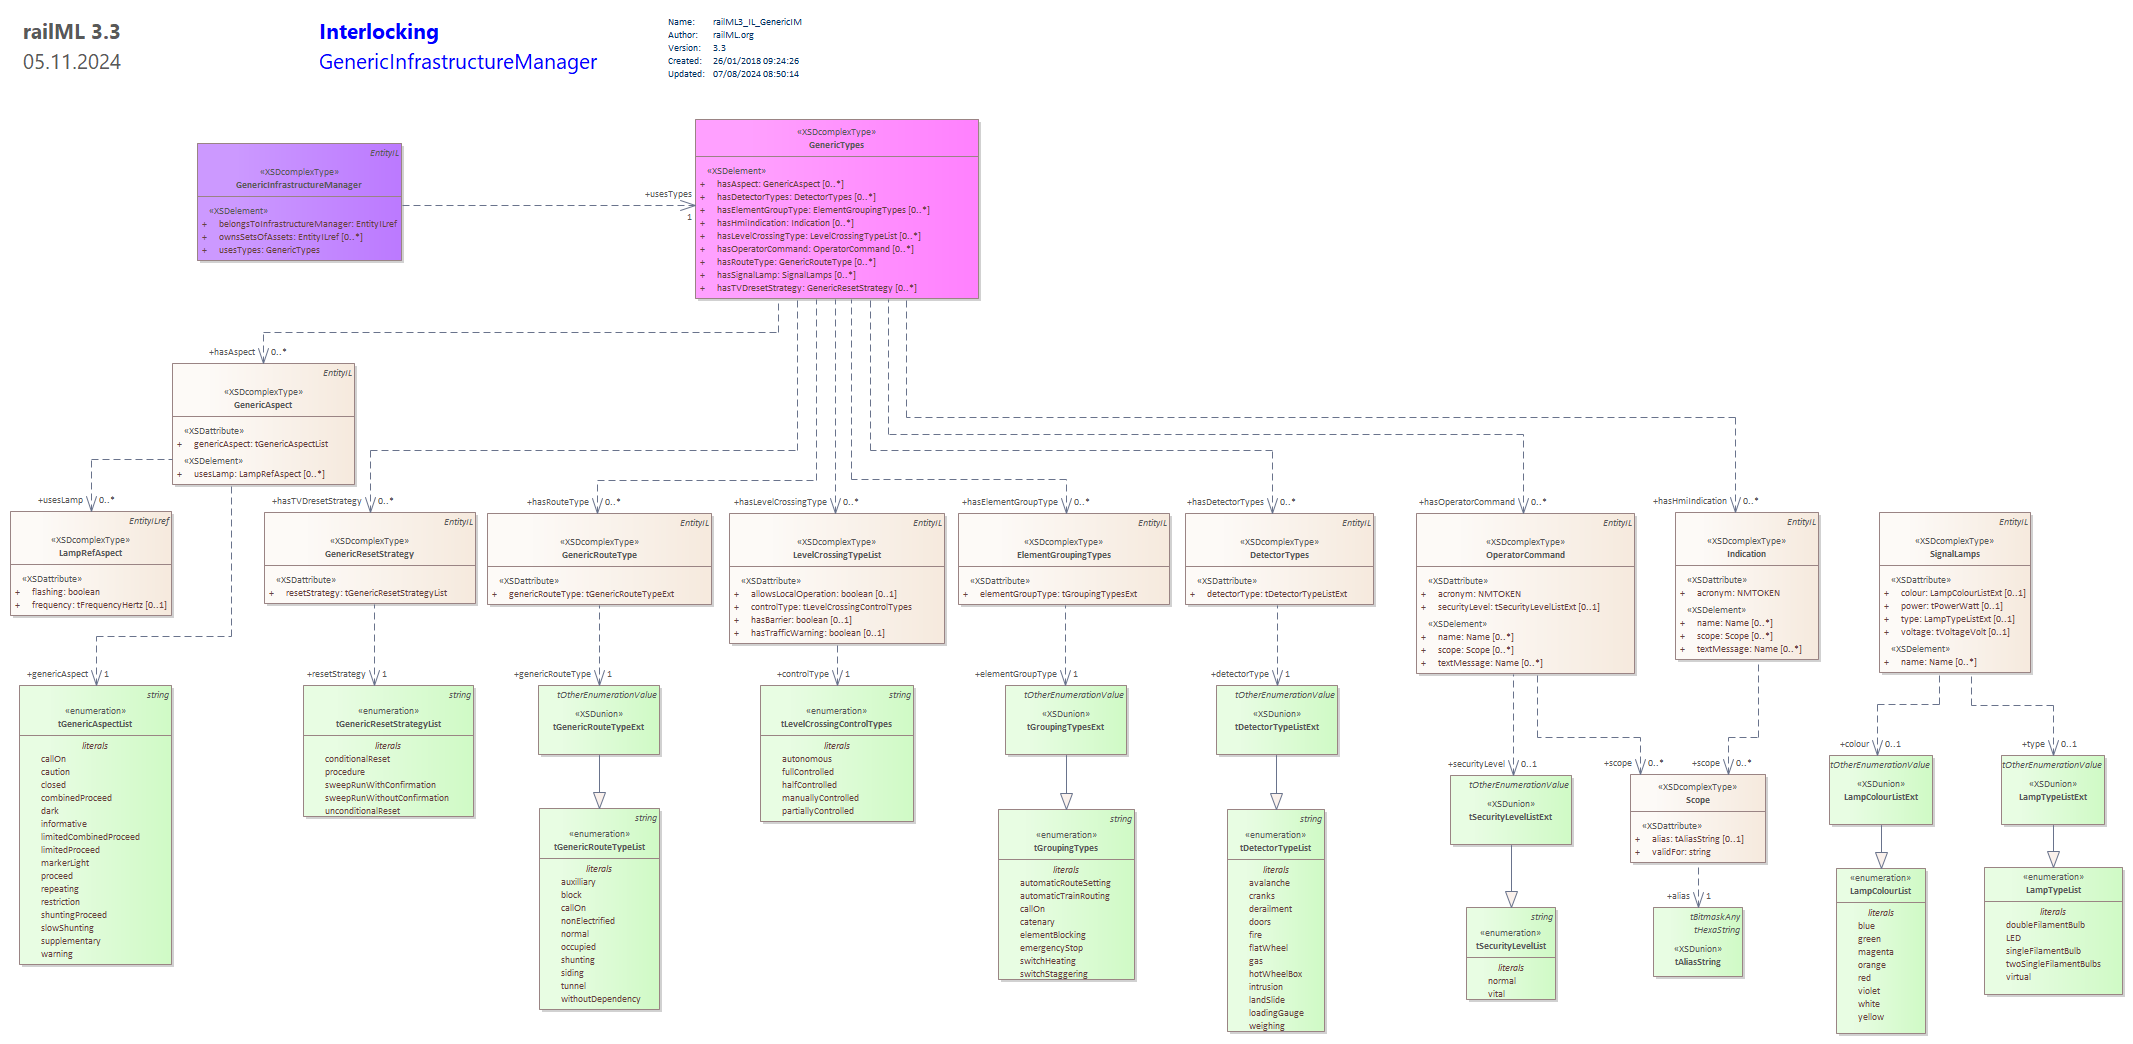 railML 3.3
05.11.2024
Interlocking
GenericInfrastructureManager
Name: railML3_IL_GenericIM
Author: railML.org
Version: 3.3
Created: 26/01/2018 09:24:26
Updated: 07/08/2024 08:50:14
EntityIL
«XSDcomplexType»
GenericInfrastructureManager
«XSDelement»
+ belongsToInfrastructureManager: EntityILref
+ ownsSetsOfAssets: EntityILref [0..*]
+ usesTypes: GenericTypes
+usesTypes
1
«XSDcomplexType»
GenericTypes
«XSDelement»
+ hasAspect: GenericAspect [0..*]
+ hasDetectorTypes: DetectorTypes [0..*]
+ hasElementGroupType: ElementGroupingTypes [0..*]
+ hasHmiIndication: Indication [0..*]
+ hasLevelCrossingType: LevelCrossingTypeList [0..*]
+ hasOperatorCommand: OperatorCommand [0..*]
+ hasRouteType: GenericRouteType [0..*]
+ hasSignalLamp: SignalLamps [0..*]
+ hasTVDresetStrategy: GenericResetStrategy [0..*]
+hasAspect 0..*
EntityIL
«XSDcomplexType»
GenericAspect
«XSDattribute»
+ genericAspect: tGenericAspectList
«XSDelement»
+ usesLamp: LampRefAspect [0..*]
+usesLamp 0..*
EntityILref
«XSDcomplexType»
LampRefAspect
«XSDattribute»
+ flashing: boolean
+ frequency: tFrequencyHertz [0..1]
+hasTVDresetStrategy 0..*
EntityIL
«XSDcomplexType»
GenericResetStrategy
«XSDattribute»
+ resetStrategy: tGenericResetStrategyList
+hasRouteType 0..*
EntityIL
«XSDcomplexType»
GenericRouteType
«XSDattribute»
+ genericRouteType: tGenericRouteTypeExt
+hasLevelCrossingType 0..*
EntityIL
«XSDcomplexType»
LevelCrossingTypeList
«XSDattribute»
+ allowsLocalOperation: boolean [0..1]
+ controlType: tLevelCrossingControlTypes
+ hasBarrier: boolean [0..1]
+ hasTrafficWarning: boolean [0..1]
+hasElementGroupType 0..*
EntityIL
«XSDcomplexType»
ElementGroupingTypes
«XSDattribute»
+ elementGroupType: tGroupingTypesExt
+hasDetectorTypes 0..*
EntityIL
«XSDcomplexType»
DetectorTypes
«XSDattribute»
+ detectorType: tDetectorTypeListExt
+hasOperatorCommand 0..*
EntityIL
«XSDcomplexType»
OperatorCommand
«XSDattribute»
+ acronym: NMTOKEN
+ securityLevel: tSecurityLevelListExt [0..1]
«XSDelement»
+ name: Name [0..*]
+ scope: Scope [0..*]
+ textMessage: Name [0..*]
+hasHmiIndication 0..*
EntityIL
«XSDcomplexType»
Indication
«XSDattribute»
+ acronym: NMTOKEN
«XSDelement»
+ name: Name [0..*]
+ scope: Scope [0..*]
+ textMessage: Name [0..*]
EntityIL
«XSDcomplexType»
SignalLamps
«XSDattribute»
+ colour: LampColourListExt [0..1]
+ power: tPowerWatt [0..1]
+ type: LampTypeListExt [0..1]
+ voltage: tVoltageVolt [0..1]
«XSDelement»
+ name: Name [0..*]
+genericAspect 1
string
«enumeration»
tGenericAspectList
literals
callOn
caution
closed
combinedProceed
dark
informative
limitedCombinedProceed
limitedProceed
markerLight
proceed
repeating
restriction
shuntingProceed
slowShunting
supplementary
warning
+resetStrategy 1
string
«enumeration»
tGenericResetStrategyList
literals
conditionalReset
procedure
sweepRunWithConfirmation
sweepRunWithoutConfirmation
unconditionalReset
+genericRouteType 1
tOtherEnumerationValue
«XSDunion»
tGenericRouteTypeExt
string
«enumeration»
tGenericRouteTypeList
literals
auxilliary
block
callOn
nonElectrified
normal
occupied
shunting
siding
tunnel
withoutDependency
+controlType 1
string
«enumeration»
tLevelCrossingControlTypes
literals
autonomous
fullControlled
halfControlled
manuallyControlled
partiallyControlled
+elementGroupType 1
tOtherEnumerationValue
«XSDunion»
tGroupingTypesExt
string
«enumeration»
tGroupingTypes
literals
automaticRouteSetting
automaticTrainRouting
callOn
catenary
elementBlocking
emergencyStop
switchHeating
switchStaggering
+detectorType 1
tOtherEnumerationValue
«XSDunion»
tDetectorTypeListExt
string
«enumeration»
tDetectorTypeList
literals
avalanche
cranks
derailment
doors
fire
flatWheel
gas
hotWheelBox
intrusion
landSlide
loadingGauge
weighing
+securityLevel 0..1
tOtherEnumerationValue
«XSDunion»
tSecurityLevelListExt
string
«enumeration»
tSecurityLevelList
literals
normal
vital
+scope 0..*
+scope 0..*
«XSDcomplexType»
Scope
«XSDattribute»
+ alias: tAliasString [0..1]
+ validFor: string
+alias 1
tBitmaskAny
tHexaString
«XSDunion»
tAliasString
+colour 0..1
tOtherEnumerationValue
«XSDunion»
LampColourListExt
«enumeration»
LampColourList
literals
blue
green
magenta
orange
red
violet
white
yellow
+type 0..1
tOtherEnumerationValue
«XSDunion»
LampTypeListExt
«enumeration»
LampTypeList
literals
doubleFilamentBulb
LED
singleFilamentBulb
twoSingleFilamentBulbs
virtual